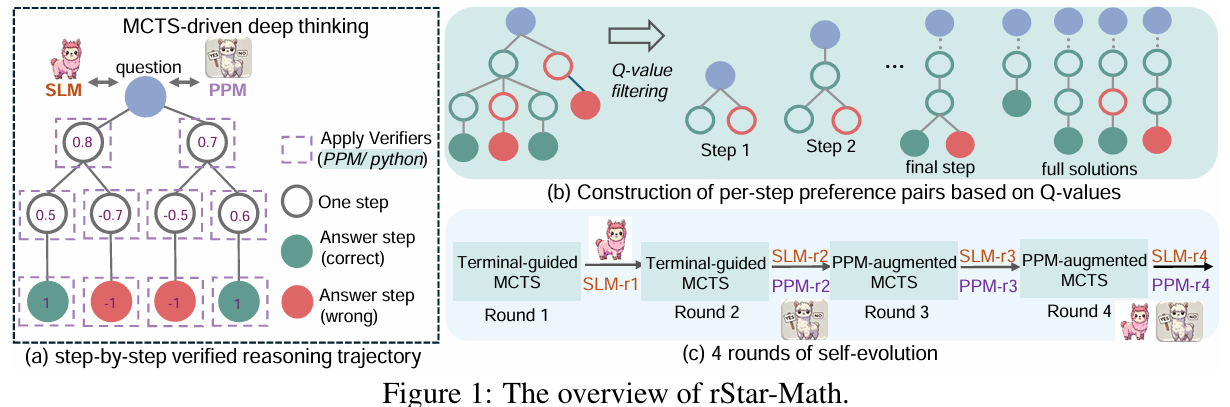 MCTS-driven deep thinking
question
SLM
PPM
0.8
0.7
0.5
-0.7
-0.5
0.6
1
-1
-1
1
Apply Verifiers
(PPM/ python)
One step
Answer step
(correct)
Answer step
(wrong)
(a) step-by-step verified reasoning trajectory
Q-value
filtering
Step 1
Step 2
...
final step
full solutions
(b) Construction of per-step preference pairs based on Q-values
Terminal-guided
MCTS
Round 1
SLM-r1
Terminal-guided
MCTS
Round 2
SLM-r2
PPM-r2
YES
NO
PPM-augmented
MCTS
Round 3
SLM-r3
PPM-r3
PPM-augmented
MCTS
Round 4
SLM-r4
PPM-r4
YES
NO
(c) 4 rounds of self-evolution
Figure 1: The overview of rStar-Math.